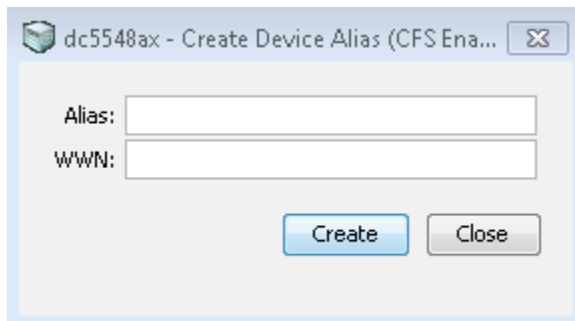 dc5548ax - Create Device Alias (CFS Ena...
Alias:
WWN:
Create Close